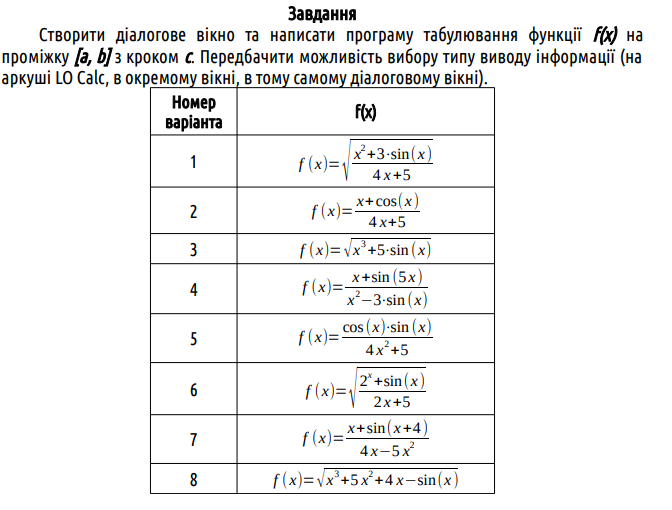 Завдання
Створити діалогове вікно та написати програму табулювання функції f(x) на
проміжку [a, b] з кроком c. Передбачити можливість вибору типу виводу інформації (на
аркуші LO Calc, в окремому вікні, в тому самому діалоговому вікні).
Номер варіанта f(x)
1 f(x)=√((x²+3·sin(x))/(4x+5))
2 f(x)=(x+cos(x))/(4x+5)
3 f(x)=√(x³+5·sin(x))
4 f(x)=(x+sin(5x))/(x²−3·sin(x))
5 f(x)=(cos(x)·sin(x))/(4x²+5)
6 f(x)=√((2ˣ+sin(x))/(2x+5))
7 f(x)=(x+sin(x+4))/(4x−5x²)
8 f(x)=√(x³+5x²+4x−sin(x))